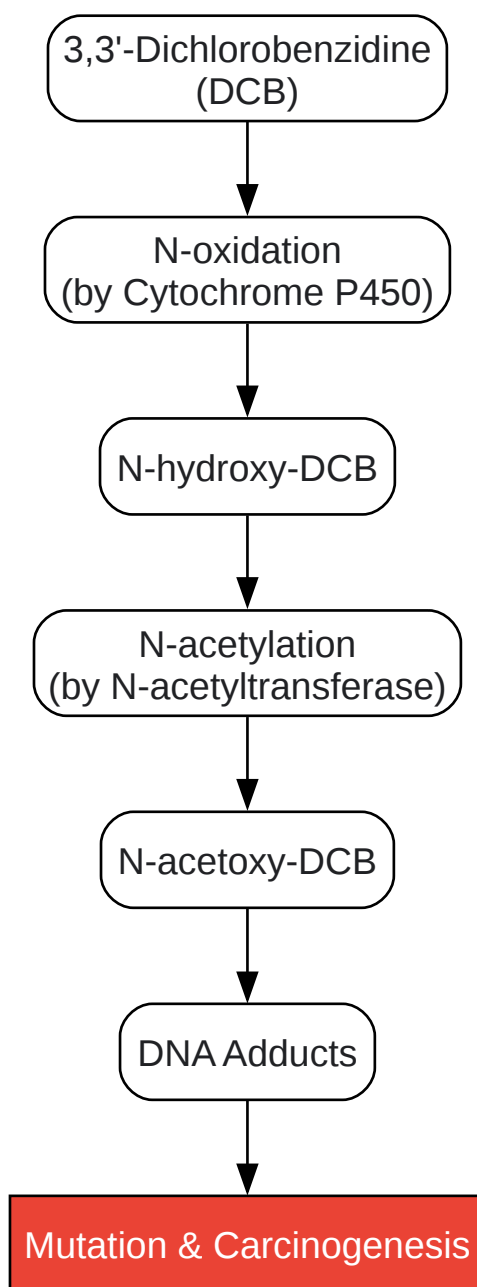 3,3'-Dichlorobenzidine
(DCB)
N-oxidation
(by Cytochrome P450)
N-hydroxy-DCB
N-acetylation
(by N-acetyltransferase)
N-acetoxy-DCB
DNA Adducts
Mutation & Carcinogenesis